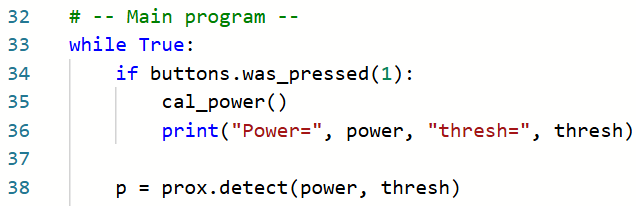 32 # -- Main program --
33 while True:
34     if buttons.was_pressed(1):
35         cal_power()
36         print("Power=", power, "thresh=", thresh)
37
38     p = prox.detect(power, thresh)